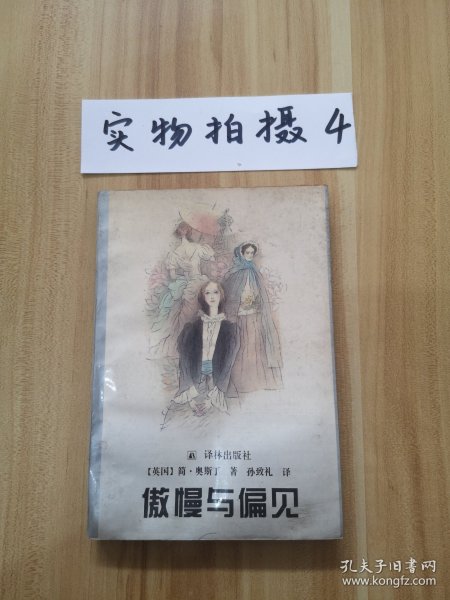 实物拍摄4
译林出版社
【英国】简·奥斯丁 著 孙致礼 译
傲慢与偏见
孔夫子旧书网
www.kongfz.com